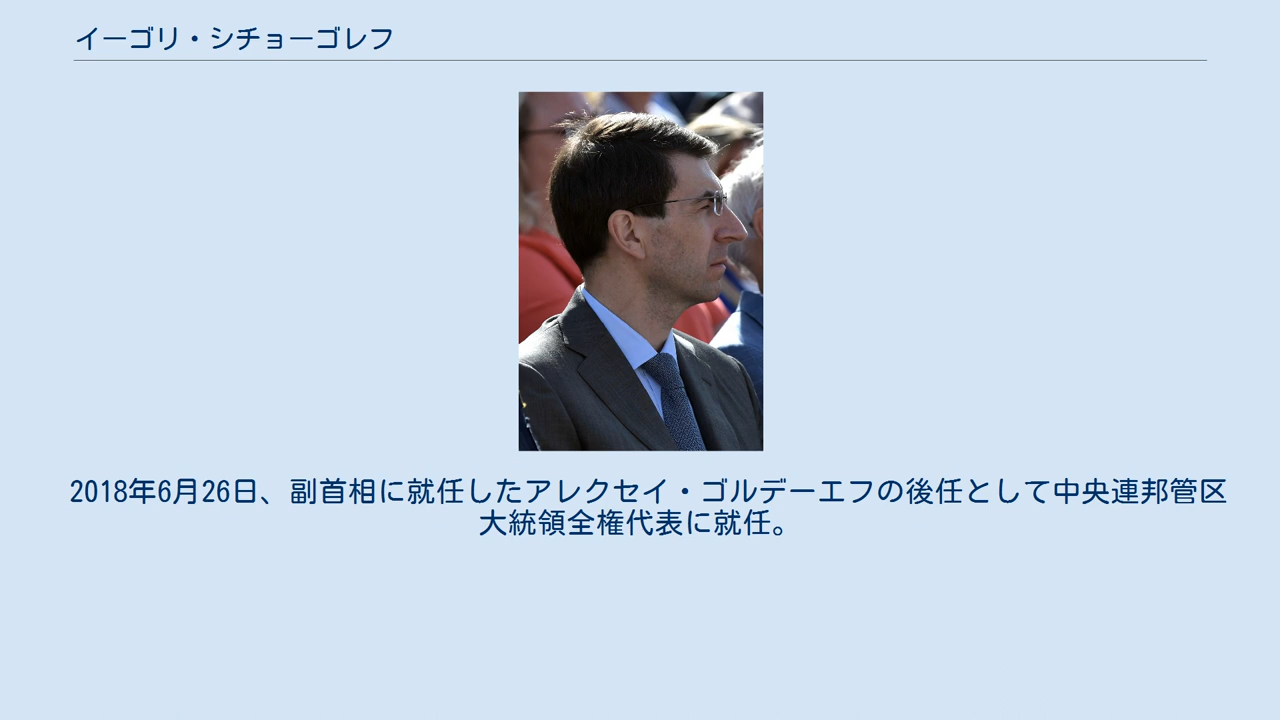 イーゴリ・シチョーゴレフ
2018年6月26日、副首相に就任したアレクセイ・ゴルデーエフの後任として中央連邦管区
大統領全権代表に就任。